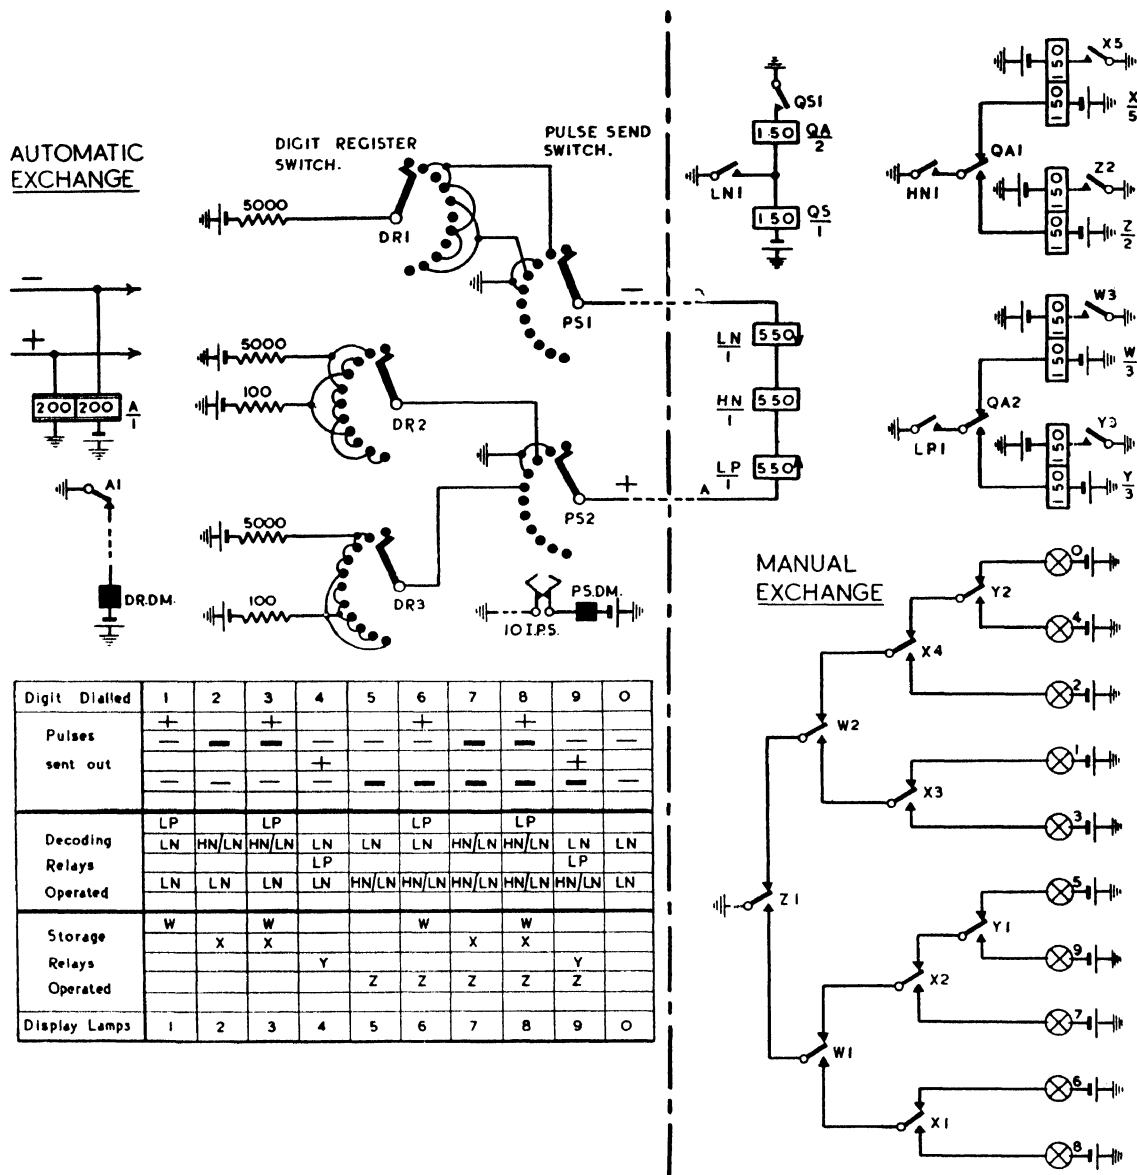 AUTOMATIC
EXCHANGE
DIGIT REGISTER
SWITCH.
PULSE SEND
SWITCH.
5000
DR1
PS1
−
+
200 200 A/1
A1
DR.DM.
5000
100
DR2
PS2
5000
100
DR3
10 I.P.S.
P.S.DM.
−
+
A
QS1
150 QA/2
LN1
150 QS/1
LN/1 550
HN/1 550
LP/1 550
150 X5
150 X/5
QA1
HN1
150 Z2
150 Z/2
150 W3
150 W/3
QA2
LP1
150 Y3
150 Y/3
MANUAL
EXCHANGE
0
Y2
4
X4
2
W2
1
X3
3
Z1
5
Y1
9
X2
7
W1
6
X1
8
Digit Dialled 1 2 3 4 5 6 7 8 9 0
Pulses
sent out
+ + + +
− − − − − − − − − −
+ +
− − − − − − − − − −
Decoding
Relays
Operated
LP LP LP LP
LN HN/LN HN/LN LN LN LN HN/LN HN/LN LN LN
LP LP
LN LN LN LN HN/LN HN/LN HN/LN HN/LN HN/LN LN
Storage
Relays
Operated
W W W W
X X X X
Y Y
Z Z Z Z Z
Display Lamps 1 2 3 4 5 6 7 8 9 0